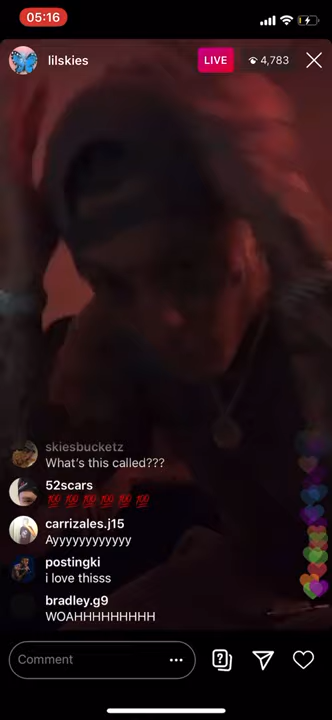 05:16
lilskies
LIVE
4,783
skiesbucketz
What's this called???
52scars
💯 💯 💯 💯 💯 💯
carrizales.j15
Ayyyyyyyyyyyy
postingki
i love thisss
bradley.g9
WOAHHHHHHHHH
Comment